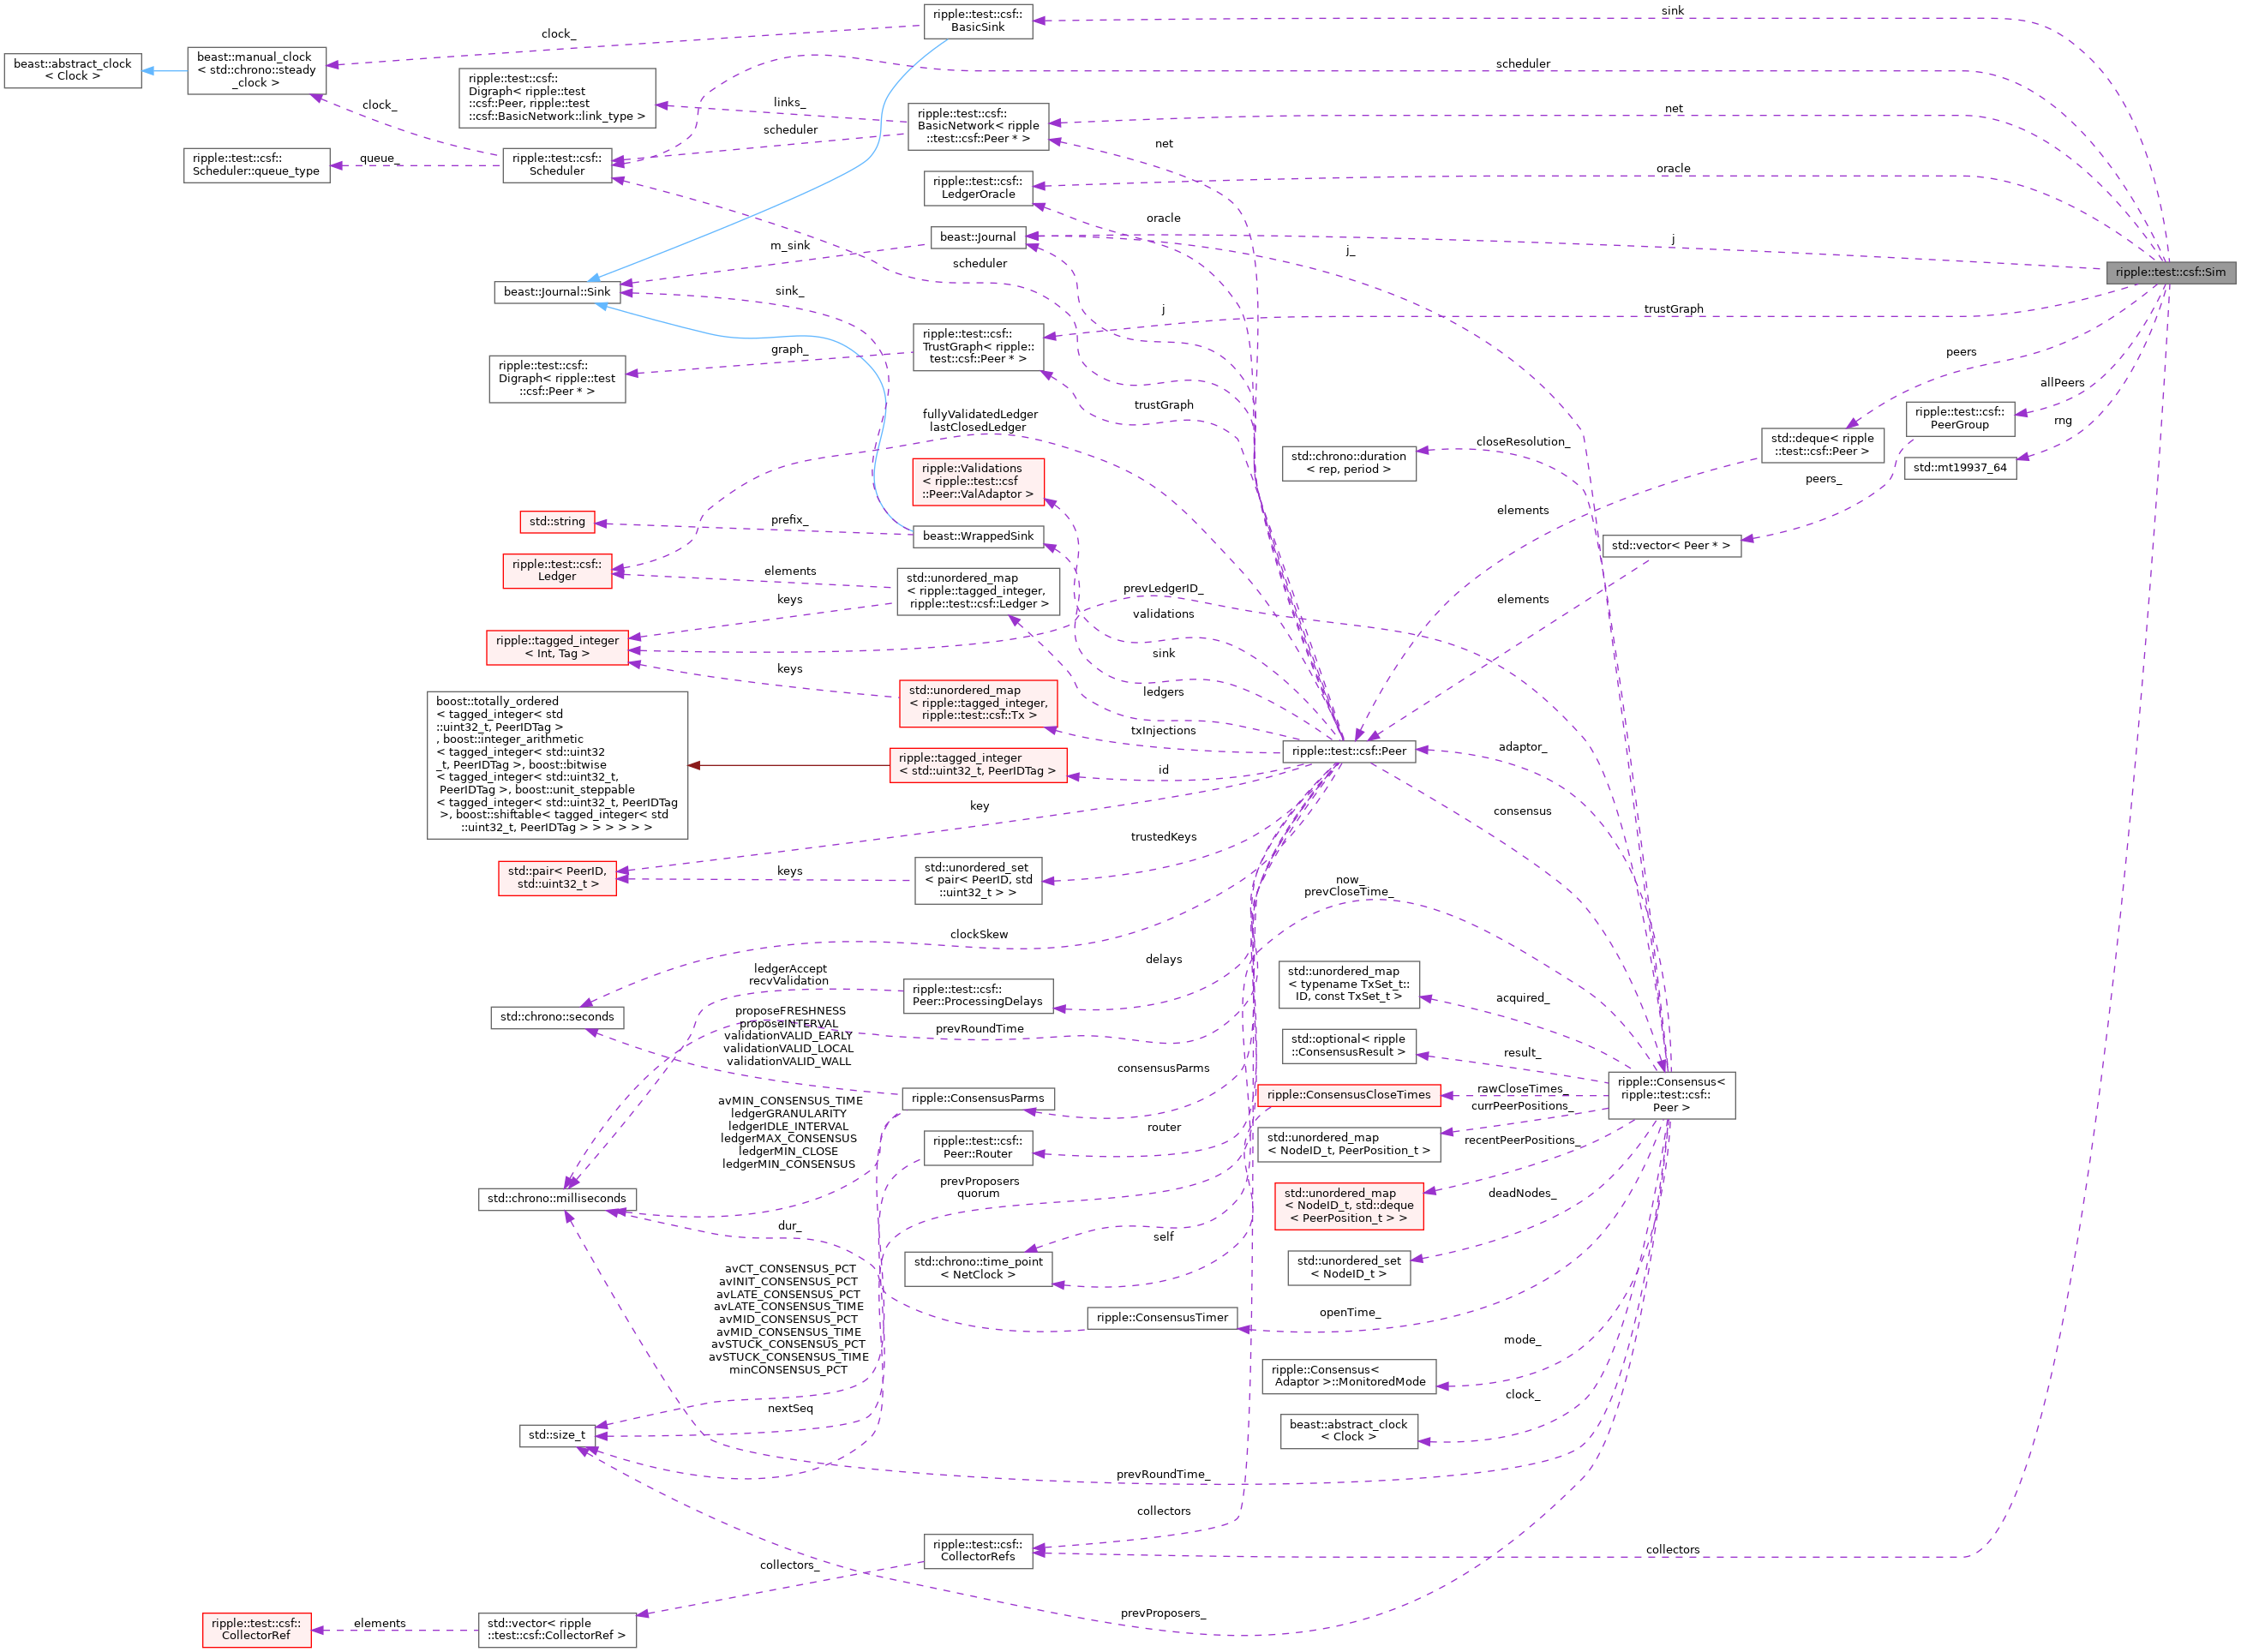 ripple::test::csf::
BasicSink
sink
clock_
beast::abstract_clock
< Clock >
beast::manual_clock
< std::chrono::steady
_clock >
scheduler
ripple::test::csf::
Digraph< ripple::test
::csf::Peer, ripple::test
::csf::BasicNetwork::link_type >
links_
clock_
ripple::test::csf::
BasicNetwork< ripple
::test::csf::Peer * >
net
scheduler
net
ripple::test::csf::
Scheduler::queue_type
queue_
ripple::test::csf::
Scheduler
ripple::test::csf::
LedgerOracle
oracle
oracle
beast::Journal
j
m_sink
j_
scheduler
ripple::test::csf::Sim
beast::Journal::Sink
sink_
j
trustGraph
ripple::test::csf::
TrustGraph< ripple::
test::csf::Peer * >
graph_
ripple::test::csf::
Digraph< ripple::test
::csf::Peer * >
peers
allPeers
trustGraph
fullyValidatedLedger
lastClosedLedger
ripple::test::csf::
PeerGroup
rng
std::deque< ripple
::test::csf::Peer >
closeResolution_
std::chrono::duration
< rep, period >
std::mt19937_64
peers_
ripple::Validations
< ripple::test::csf
::Peer::ValAdaptor >
elements
std::string
prefix_
beast::WrappedSink
std::vector< Peer * >
ripple::test::csf::
Ledger
elements
keys
std::unordered_map
< ripple::tagged_integer,
ripple::test::csf::Ledger >
prevLedgerID_
elements
validations
ripple::tagged_integer
< Int, Tag >
sink
keys
std::unordered_map
< ripple::tagged_integer,
ripple::test::csf::Tx >
ledgers
txInjections
ripple::test::csf::Peer
adaptor_
boost::totally_ordered
< tagged_integer< std
::uint32_t, PeerIDTag >
, boost::integer_arithmetic
< tagged_integer< std::uint32
_t, PeerIDTag >, boost::bitwise
< tagged_integer< std::uint32_t,
PeerIDTag >, boost::unit_steppable
< tagged_integer< std::uint32_t, PeerIDTag
>, boost::shiftable< tagged_integer< std
::uint32_t, PeerIDTag > > > > > >
ripple::tagged_integer
< std::uint32_t, PeerIDTag >
id
key
consensus
trustedKeys
std::pair< PeerID,
std::uint32_t >
keys
std::unordered_set
< pair< PeerID, std
::uint32_t > >
now_
prevCloseTime_
clockSkew
delays
ledgerAccept
recvValidation
ripple::test::csf::
Peer::ProcessingDelays
std::unordered_map
< typename TxSet_t::
ID, const TxSet_t >
acquired_
std::chrono::seconds
proposeFRESHNESS
proposeINTERVAL
validationVALID_EARLY
validationVALID_LOCAL
validationVALID_WALL
prevRoundTime
std::optional< ripple
::ConsensusResult >
result_
consensusParms
ripple::ConsensusParms
ripple::ConsensusCloseTimes
rawCloseTimes_
currPeerPositions_
ripple::Consensus<
ripple::test::csf::
Peer >
avMIN_CONSENSUS_TIME
ledgerGRANULARITY
ledgerIDLE_INTERVAL
ledgerMAX_CONSENSUS
ledgerMIN_CLOSE
ledgerMIN_CONSENSUS
router
ripple::test::csf::
Peer::Router
std::unordered_map
< NodeID_t, PeerPosition_t >
recentPeerPositions_
std::chrono::milliseconds
prevProposers
quorum
std::unordered_map
< NodeID_t, std::deque
< PeerPosition_t > >
deadNodes_
dur_
self
std::chrono::time_point
< NetClock >
std::unordered_set
< NodeID_t >
avCT_CONSENSUS_PCT
avINIT_CONSENSUS_PCT
avLATE_CONSENSUS_PCT
avLATE_CONSENSUS_TIME
avMID_CONSENSUS_PCT
avMID_CONSENSUS_TIME
avSTUCK_CONSENSUS_PCT
avSTUCK_CONSENSUS_TIME
minCONSENSUS_PCT
ripple::ConsensusTimer
openTime_
mode_
ripple::Consensus<
Adaptor >::MonitoredMode
clock_
nextSeq
std::size_t
beast::abstract_clock
< Clock >
prevRoundTime_
collectors
ripple::test::csf::
CollectorRefs
collectors
collectors_
ripple::test::csf::
CollectorRef
elements
std::vector< ripple
::test::csf::CollectorRef >
prevProposers_